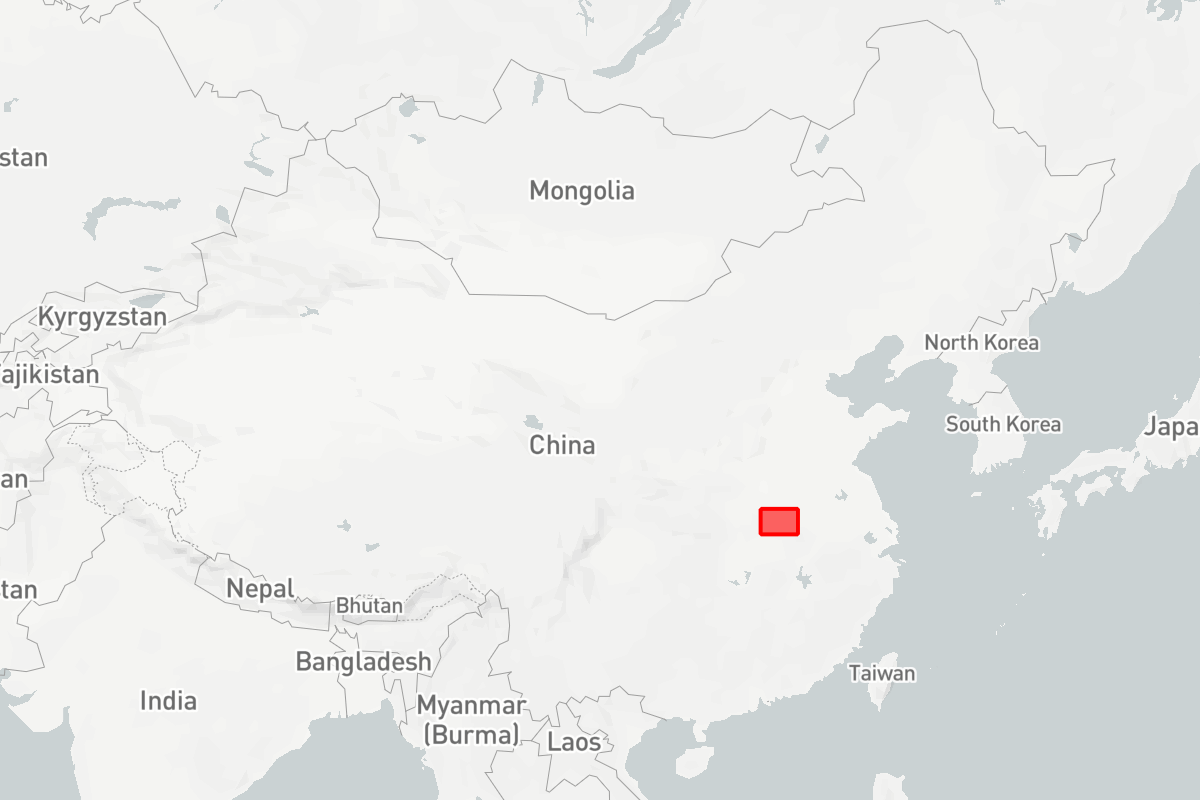 stan
Mongolia
Kyrgyzstan
North Korea
ajikistan
South Korea
Japa
China
an
stan
Nepal
Bhutan
Bangladesh
Taiwan
India
Myanmar
(Burma)
Laos